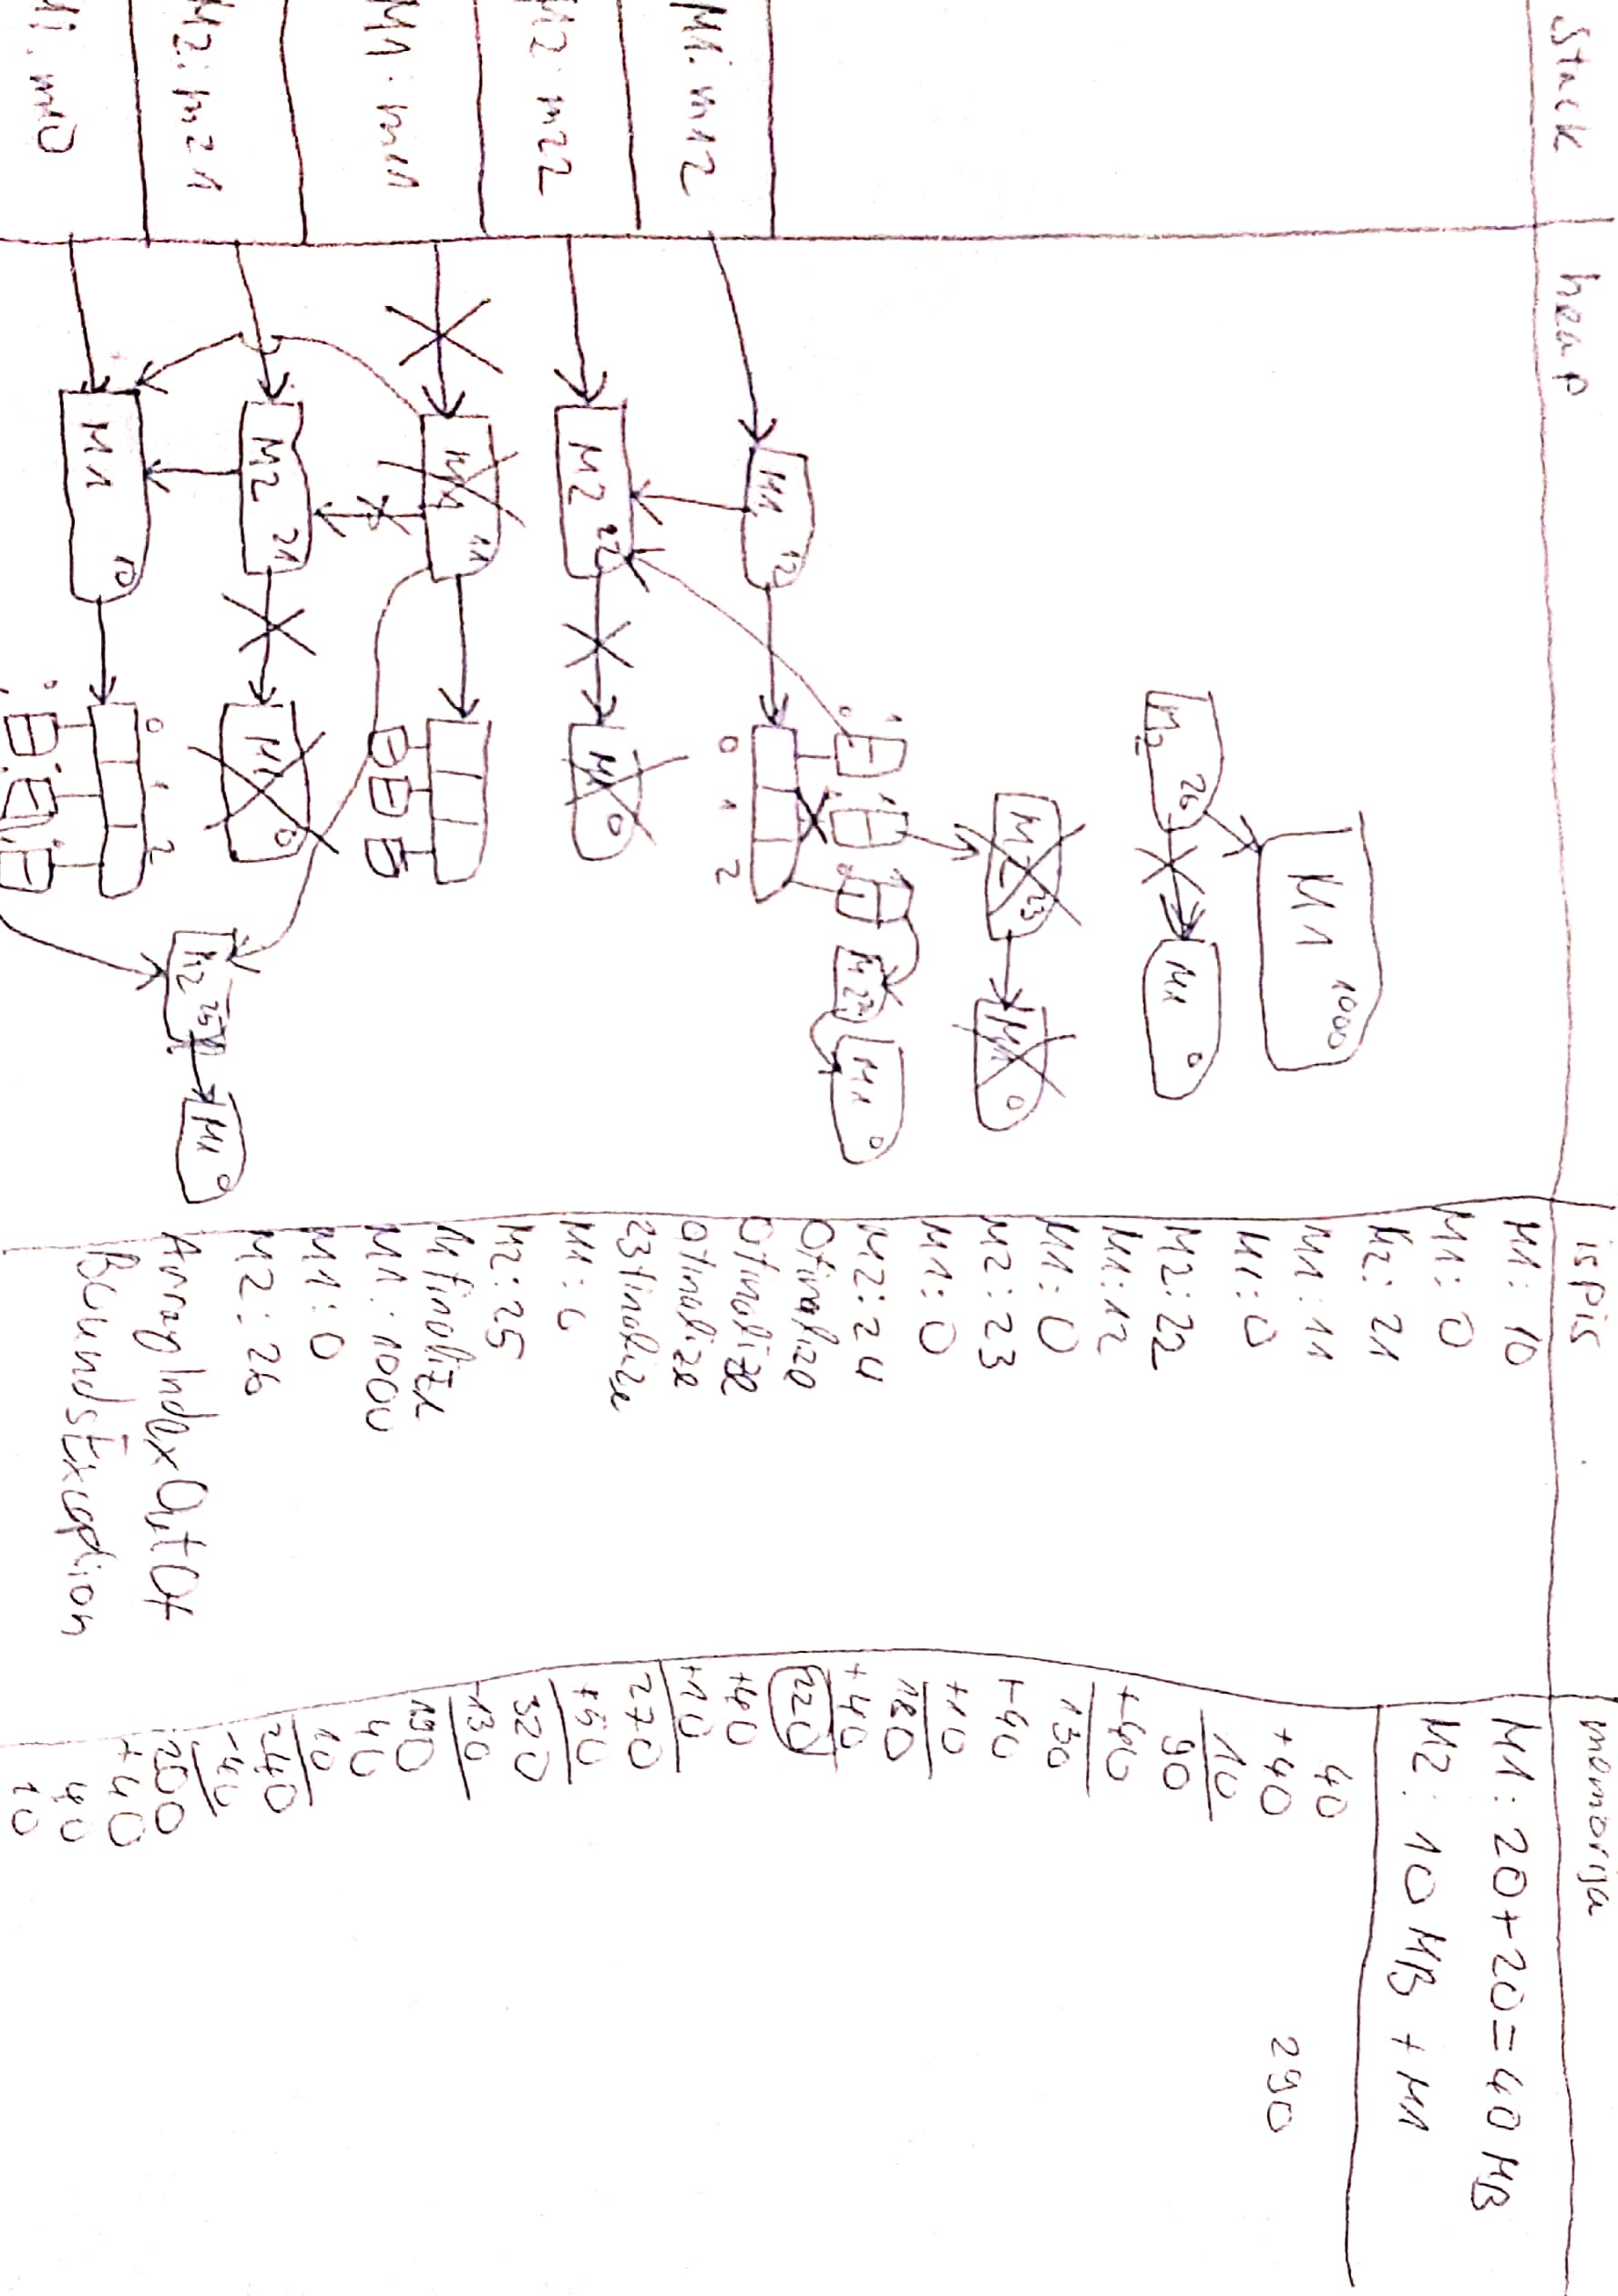 stack heap ispis memorija
M1: m12
M2: m22
M1: m11
M2: m21
M1: m10
M1 1000
M2 26
M1 0
M2 23
M1 0
M1 12
0 1 2
M2 24
M1 0
M2 22
M1 0
M1 11
M2 21
M1 0
M2 25
M1 0
M1 10
0 1 2
M1: 10
M1: 0
M2: 21
M1: 11
M1: 0
M2: 22
M1: 12
M1: 0
M2: 23
M1: 0
M2: 24
0 finalize
0 finalize
0 finalize
23 finalize
M1: 0
M2: 25
11 finalize
M1: 1000
M1: 0
M2: 26
ArrayIndexOutOf
BoundsException
M1: 20+20=40 MB
M2: 10 MB + M1
40
+40
10
90
+40
130
+40
+10
180
+40
220
+40
+10
270
+50
320
-130
190
40
10
240
-40
200
+40
40
10
290